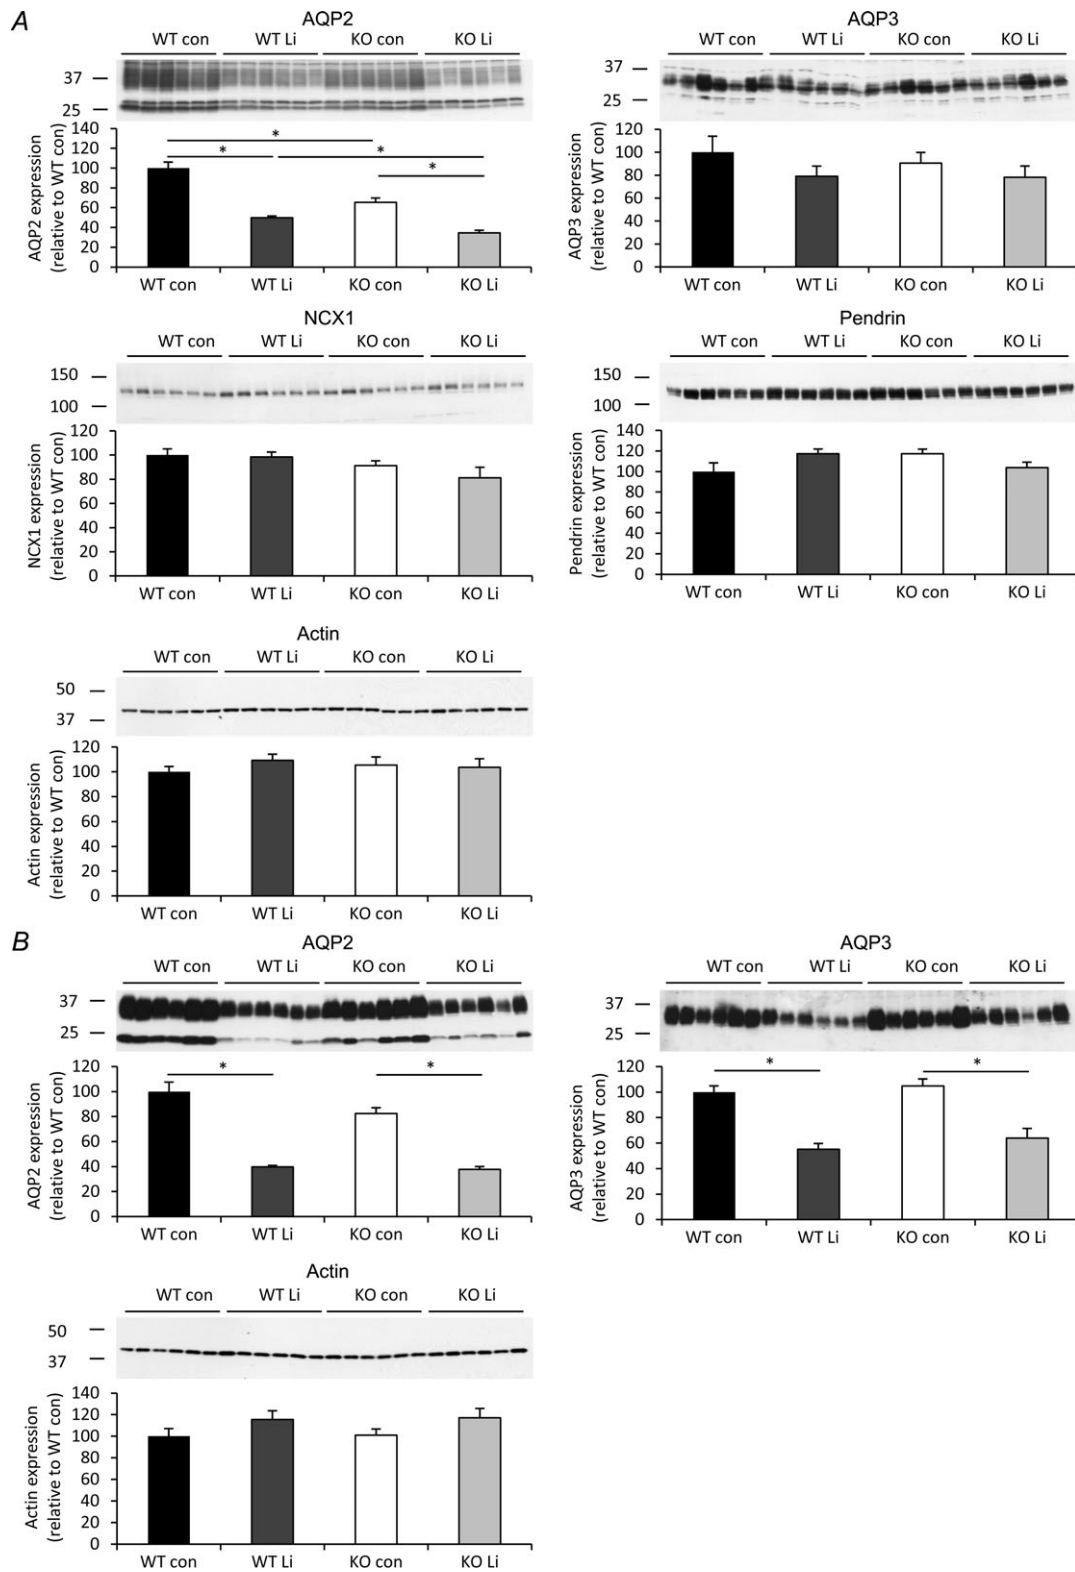 A
AQP2
WT con WT Li KO con KO Li
37
25
AQP2 expression
(relative to WT con)
140
120
100
80
60
40
20
0
* * * *
WT con WT Li KO con KO Li
AQP3
WT con WT Li KO con KO Li
37
25
AQP3 expression
(relative to WT con)
120
100
80
60
40
20
0
WT con WT Li KO con KO Li
NCX1
WT con WT Li KO con KO Li
150
100
NCX1 expression
(relative to WT con)
120
100
80
60
40
20
0
WT con WT Li KO con KO Li
Pendrin
WT con WT Li KO con KO Li
150
100
Pendrin expression
(relative to WT con)
140
120
100
80
60
40
20
0
WT con WT Li KO con KO Li
Actin
WT con WT Li KO con KO Li
50
37
Actin expression
(relative to WT con)
120
100
80
60
40
20
0
WT con WT Li KO con KO Li
B
AQP2
WT con WT Li KO con KO Li
37
25
AQP2 expression
(relative to WT con)
120
100
80
60
40
20
0
* *
WT con WT Li KO con KO Li
AQP3
WT con WT Li KO con KO Li
37
25
AQP3 expression
(relative to WT con)
120
100
80
60
40
20
0
* *
WT con WT Li KO con KO Li
Actin
WT con WT Li KO con KO Li
50
37
Actin expression
(relative to WT con)
140
120
100
80
60
40
20
0
WT con WT Li KO con KO Li